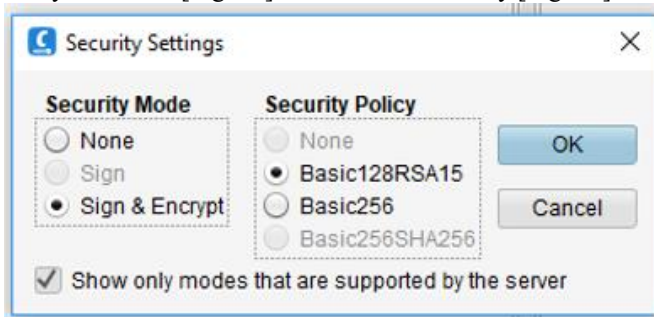 Security Settings
Security Mode
None
Sign
Sign & Encrypt
Security Policy
None
Basic128RSA15
Basic256
Basic256SHA256
OK
Cancel
Show only modes that are supported by the server